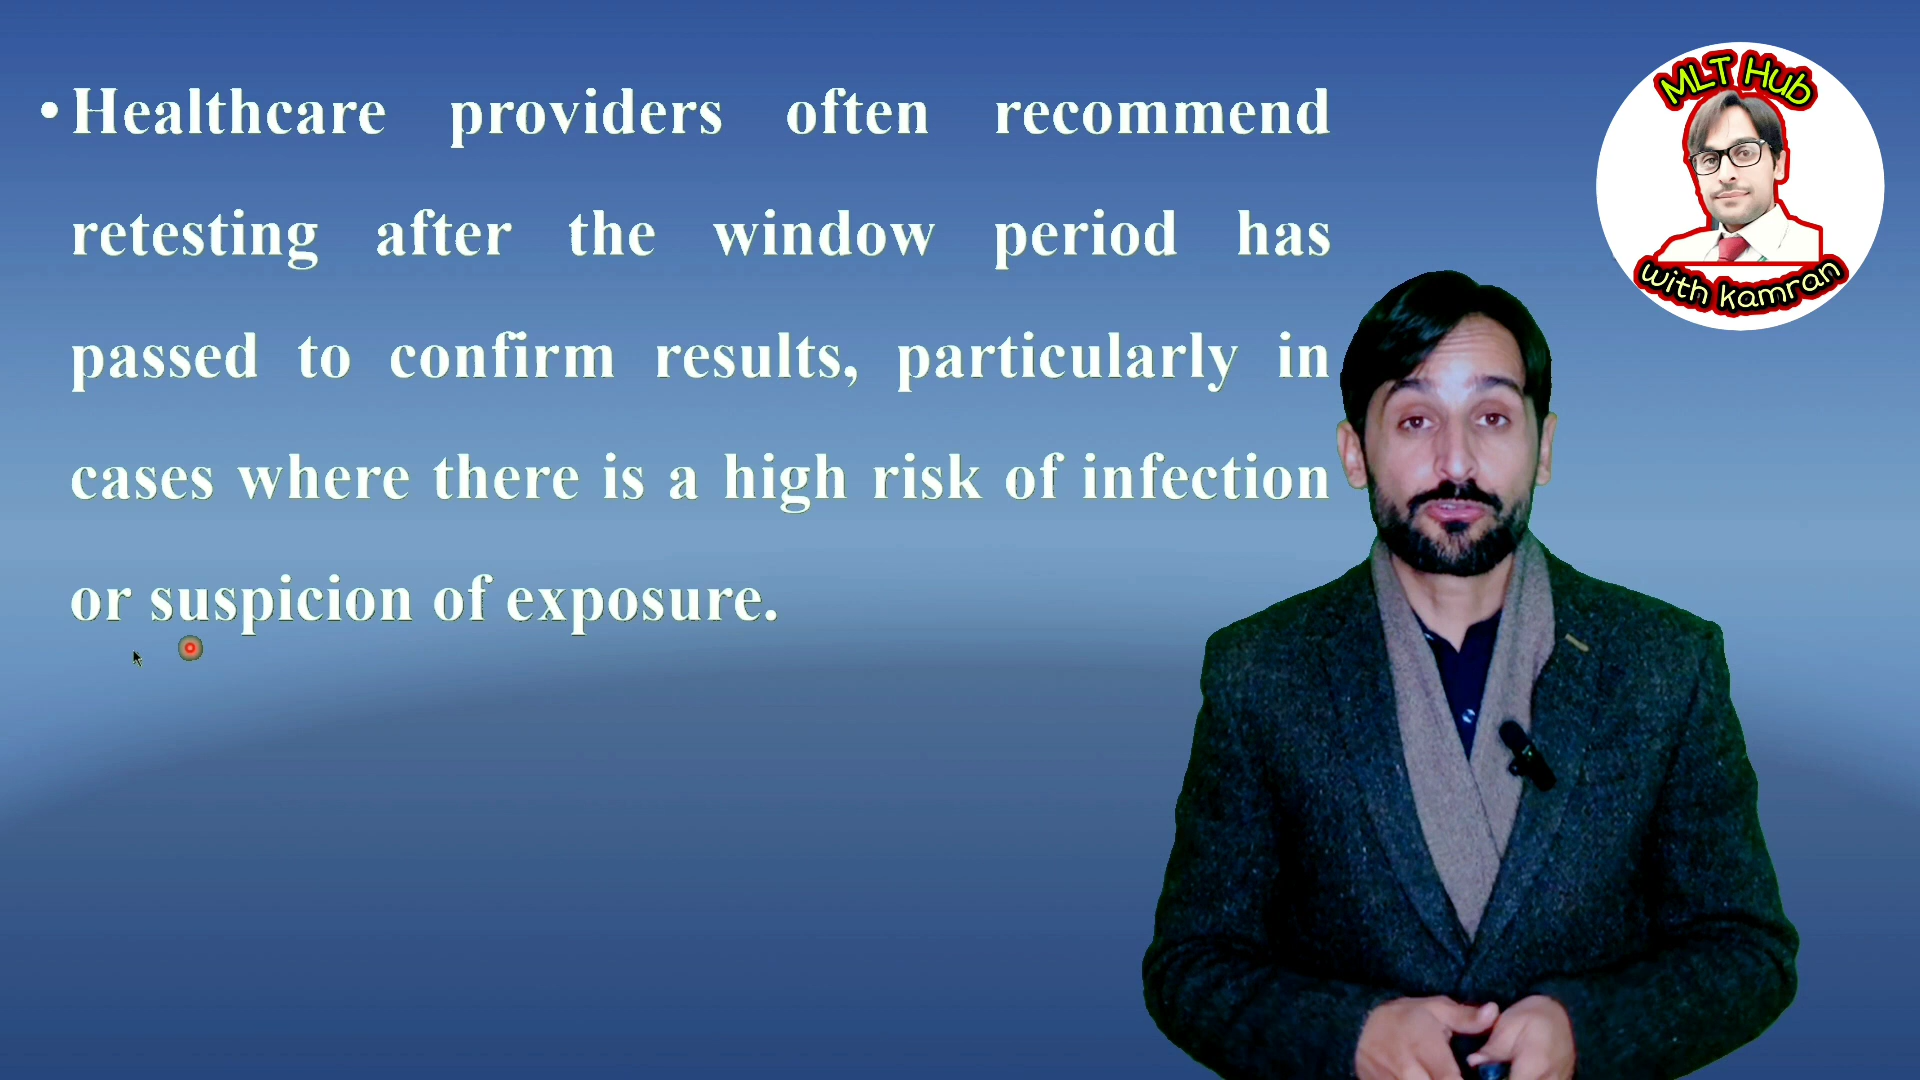 • Healthcare providers often recommend
retesting after the window period has
passed to confirm results, particularly in
cases where there is a high risk of infection
or suspicion of exposure.
MLT Hub
with kamran